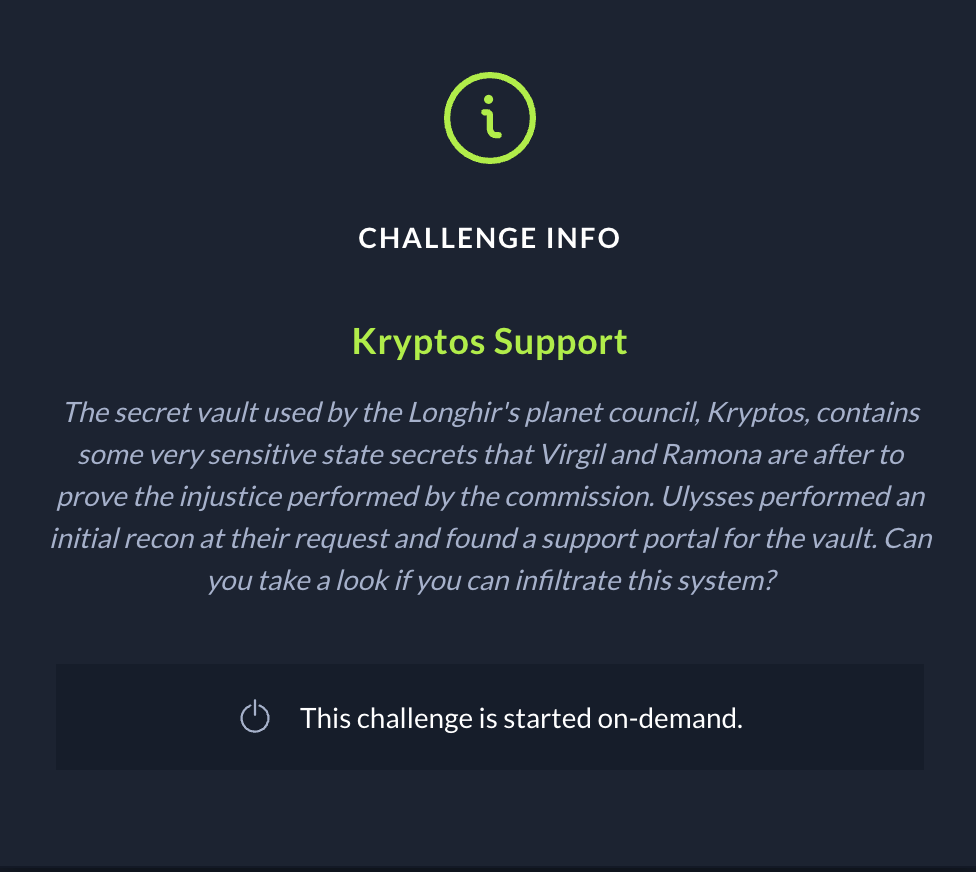 CHALLENGE INFO
Kryptos Support
The secret vault used by the Longhir's planet council, Kryptos, contains
some very sensitive state secrets that Virgil and Ramona are after to
prove the injustice performed by the commission. Ulysses performed an
initial recon at their request and found a support portal for the vault. Can
you take a look if you can infiltrate this system?
This challenge is started on-demand.